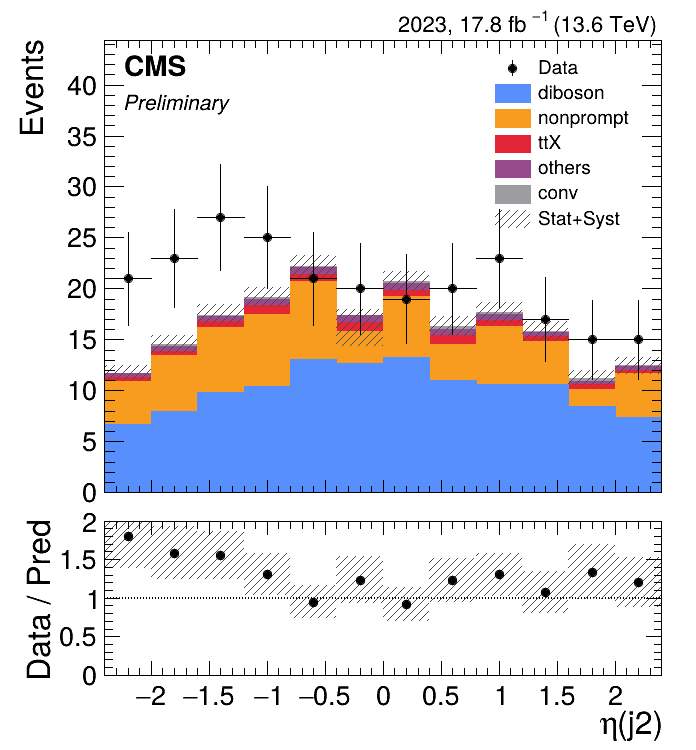 2023, 17.8 fb⁻¹ (13.6 TeV)
CMS
Preliminary
Data
diboson
nonprompt
ttX
others
conv
Stat+Syst
Events
40
35
30
25
20
15
10
5
0
Data / Pred
2
1.5
1
0.5
0
−2 −1.5 −1 −0.5 0 0.5 1 1.5 2
η(j2)